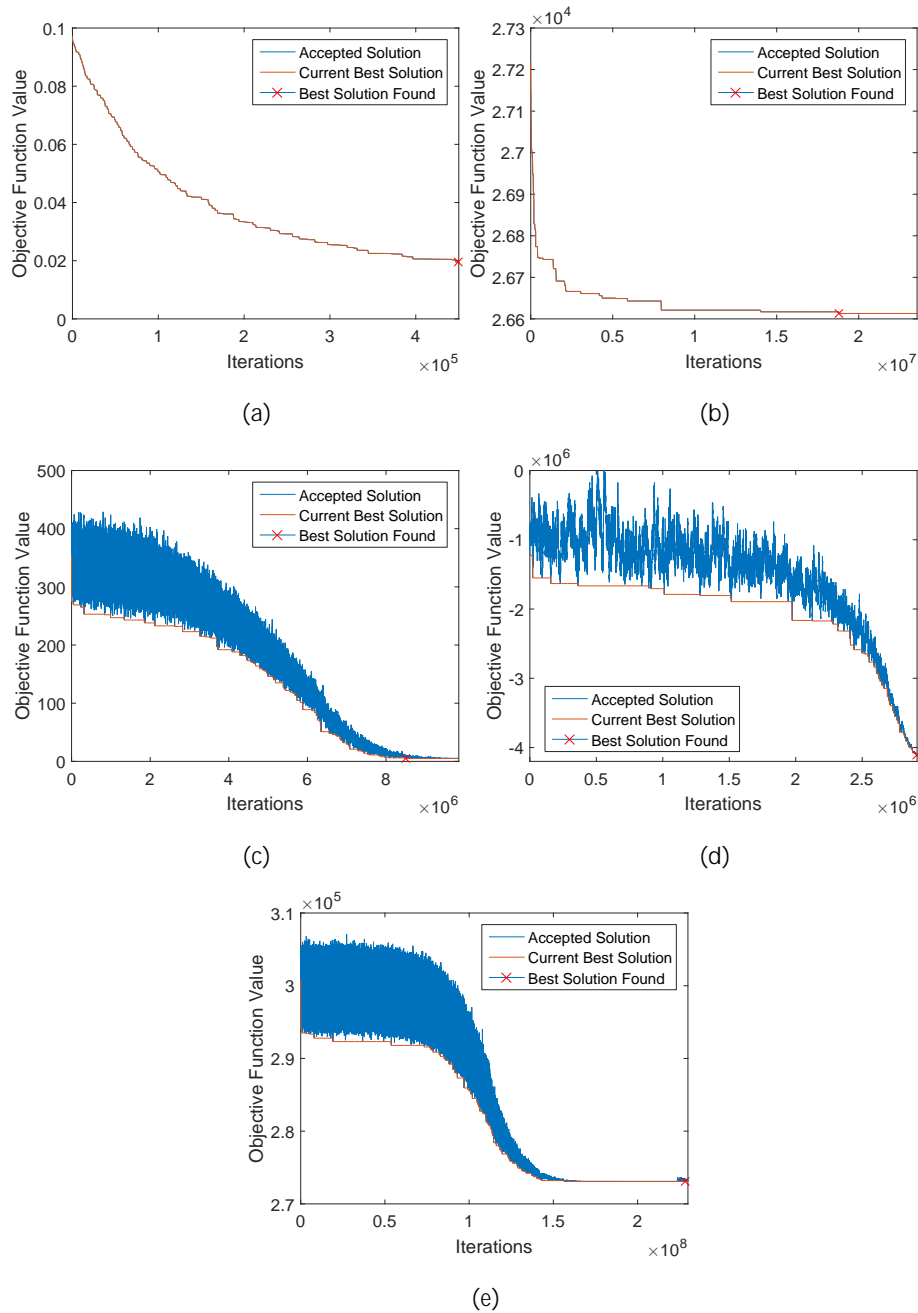 0.1
0.08
0.06
0.04
0.02
0
Objective Function Value
Accepted Solution
Current Best Solution
Best Solution Found
0 1 2 3 4
Iterations
×10^5
(a)
×10^4
2.73
2.72
2.71
2.7
2.69
2.68
2.67
2.66
Objective Function Value
Accepted Solution
Current Best Solution
Best Solution Found
0 0.5 1 1.5 2
Iterations
×10^7
(b)
500
400
300
200
100
0
Objective Function Value
Accepted Solution
Current Best Solution
Best Solution Found
0 2 4 6 8
Iterations
×10^6
(c)
×10^6
0
-1
-2
-3
-4
Objective Function Value
Accepted Solution
Current Best Solution
Best Solution Found
0 0.5 1 1.5 2 2.5
Iterations
×10^6
(d)
×10^5
3.1
3
2.9
2.8
2.7
Objective Function Value
Accepted Solution
Current Best Solution
Best Solution Found
0 0.5 1 1.5 2
Iterations
×10^8
(e)